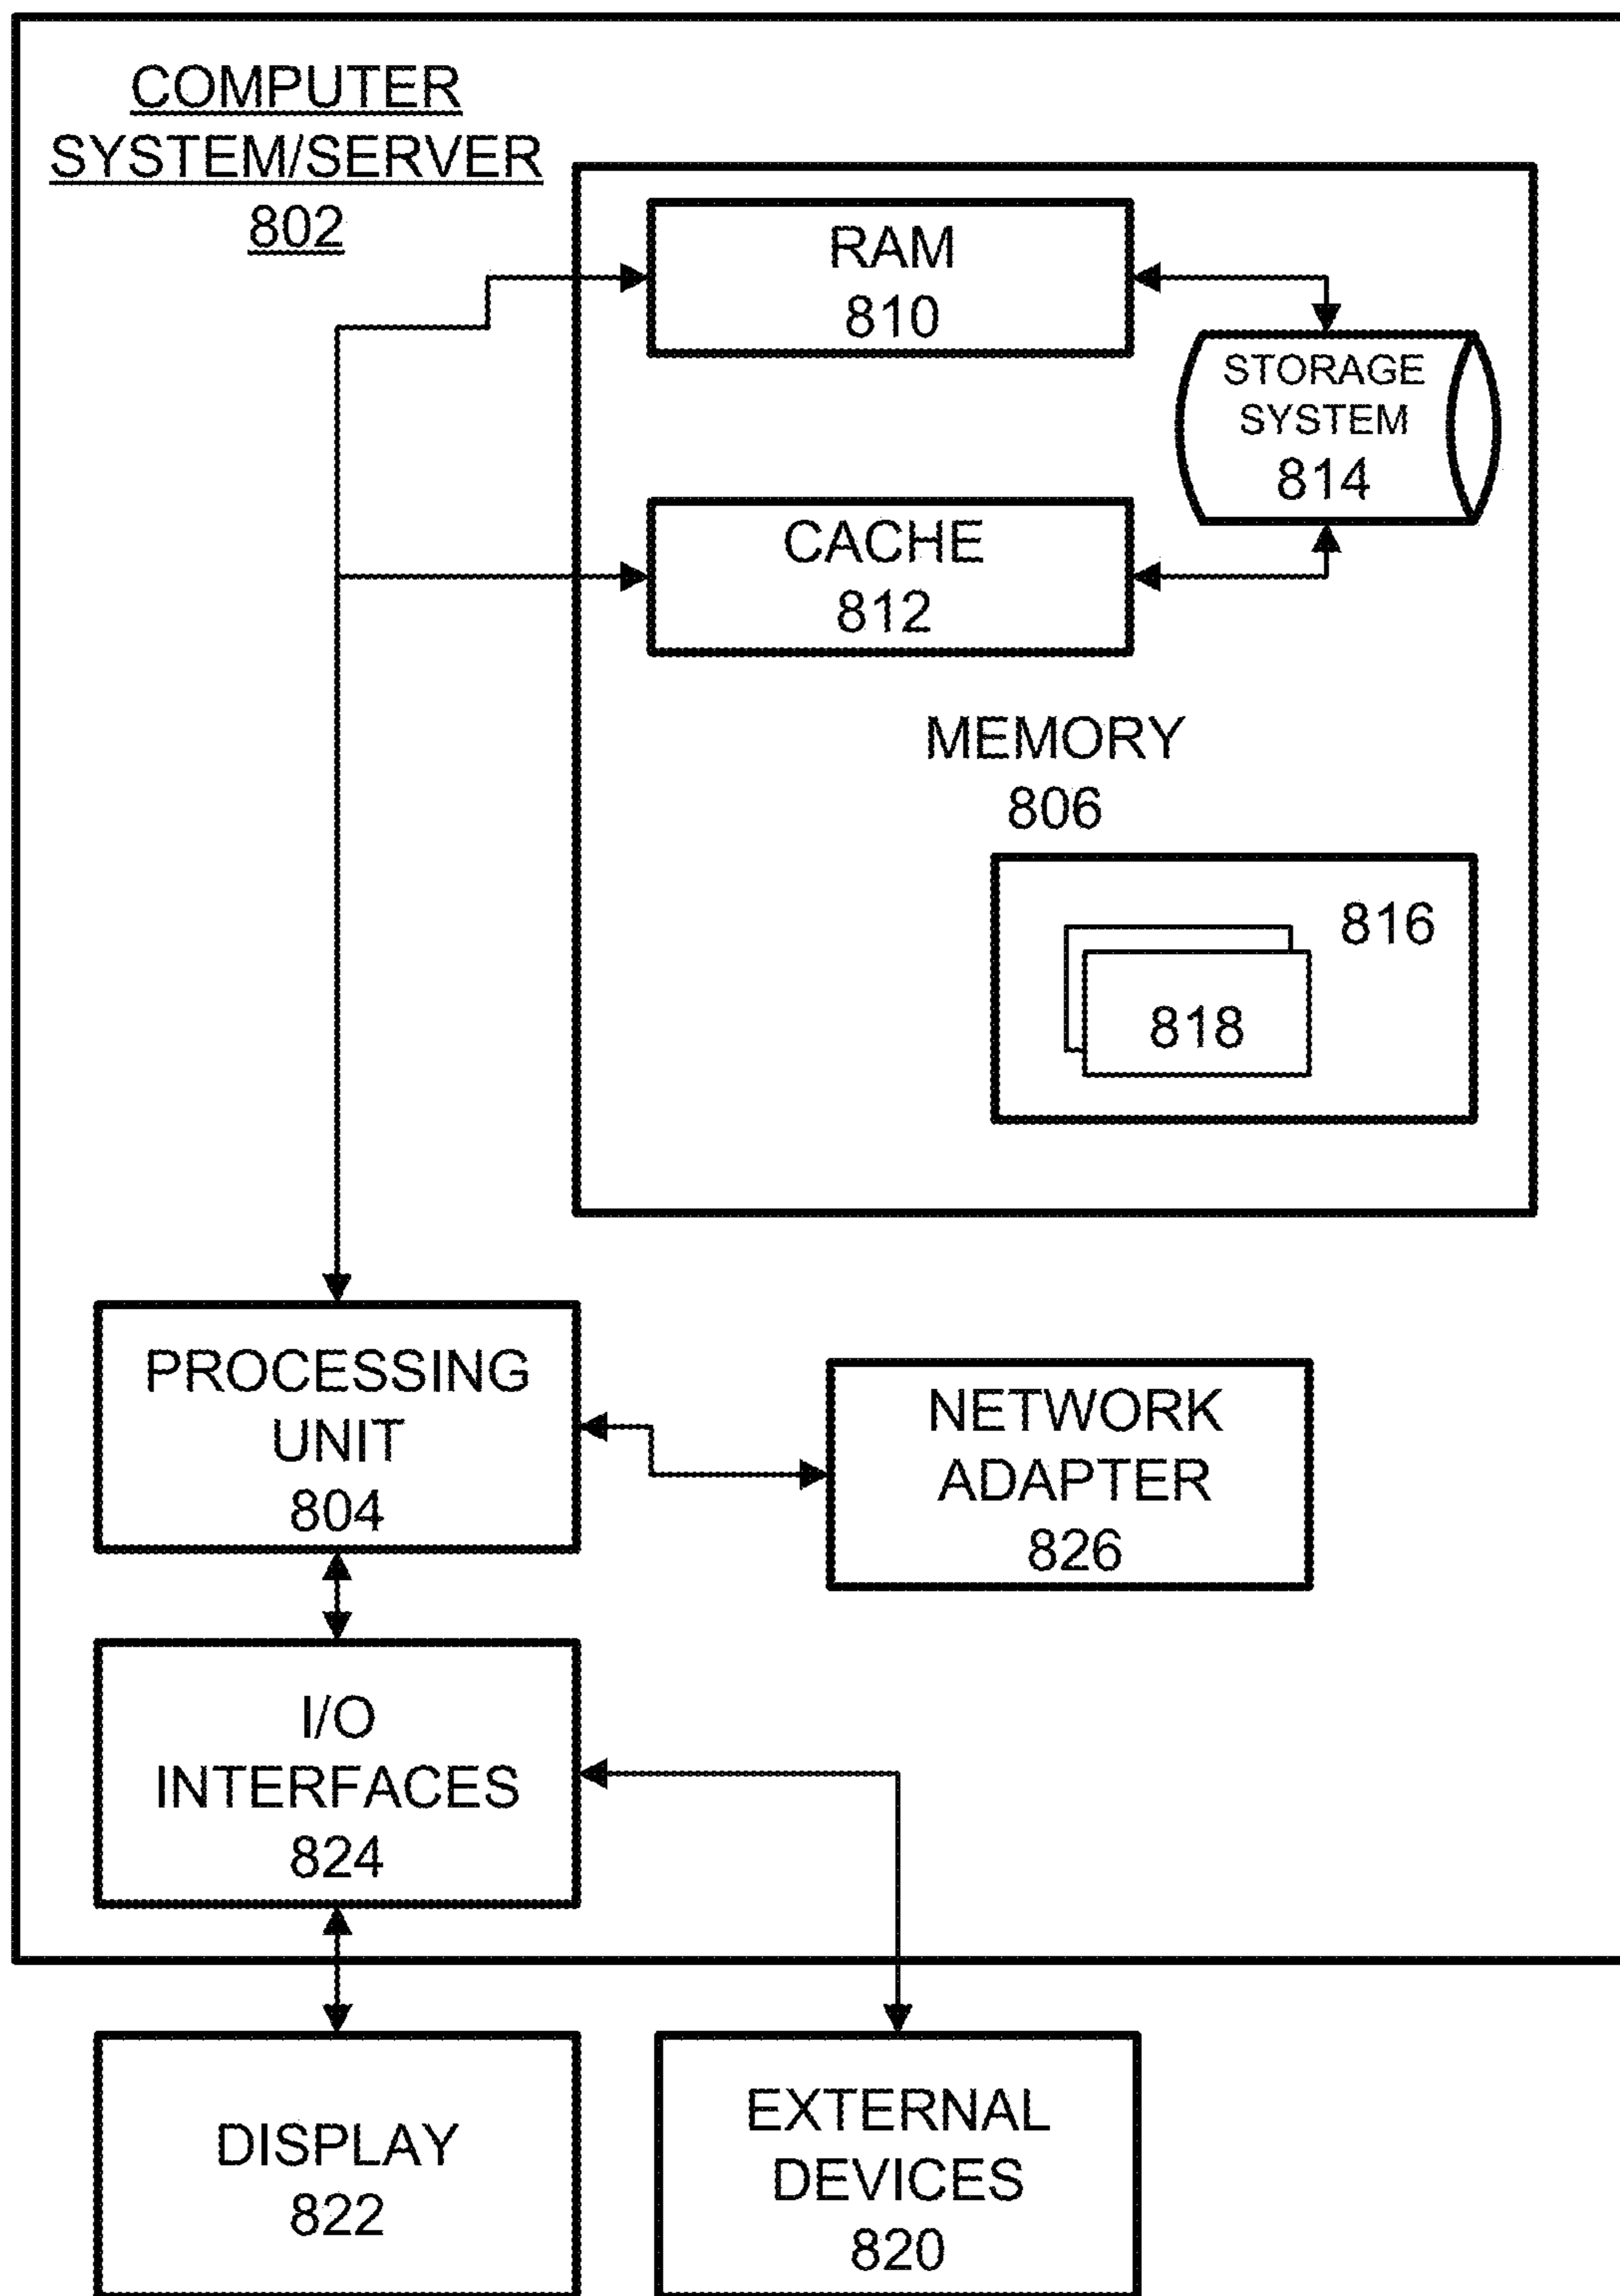 COMPUTER
SYSTEM/SERVER
802
RAM
810
STORAGE
SYSTEM
814
CACHE
812
MEMORY
806
816
818
PROCESSING
UNIT
804
NETWORK
ADAPTER
826
I/O
INTERFACES
824
DISPLAY
822
EXTERNAL
DEVICES
820